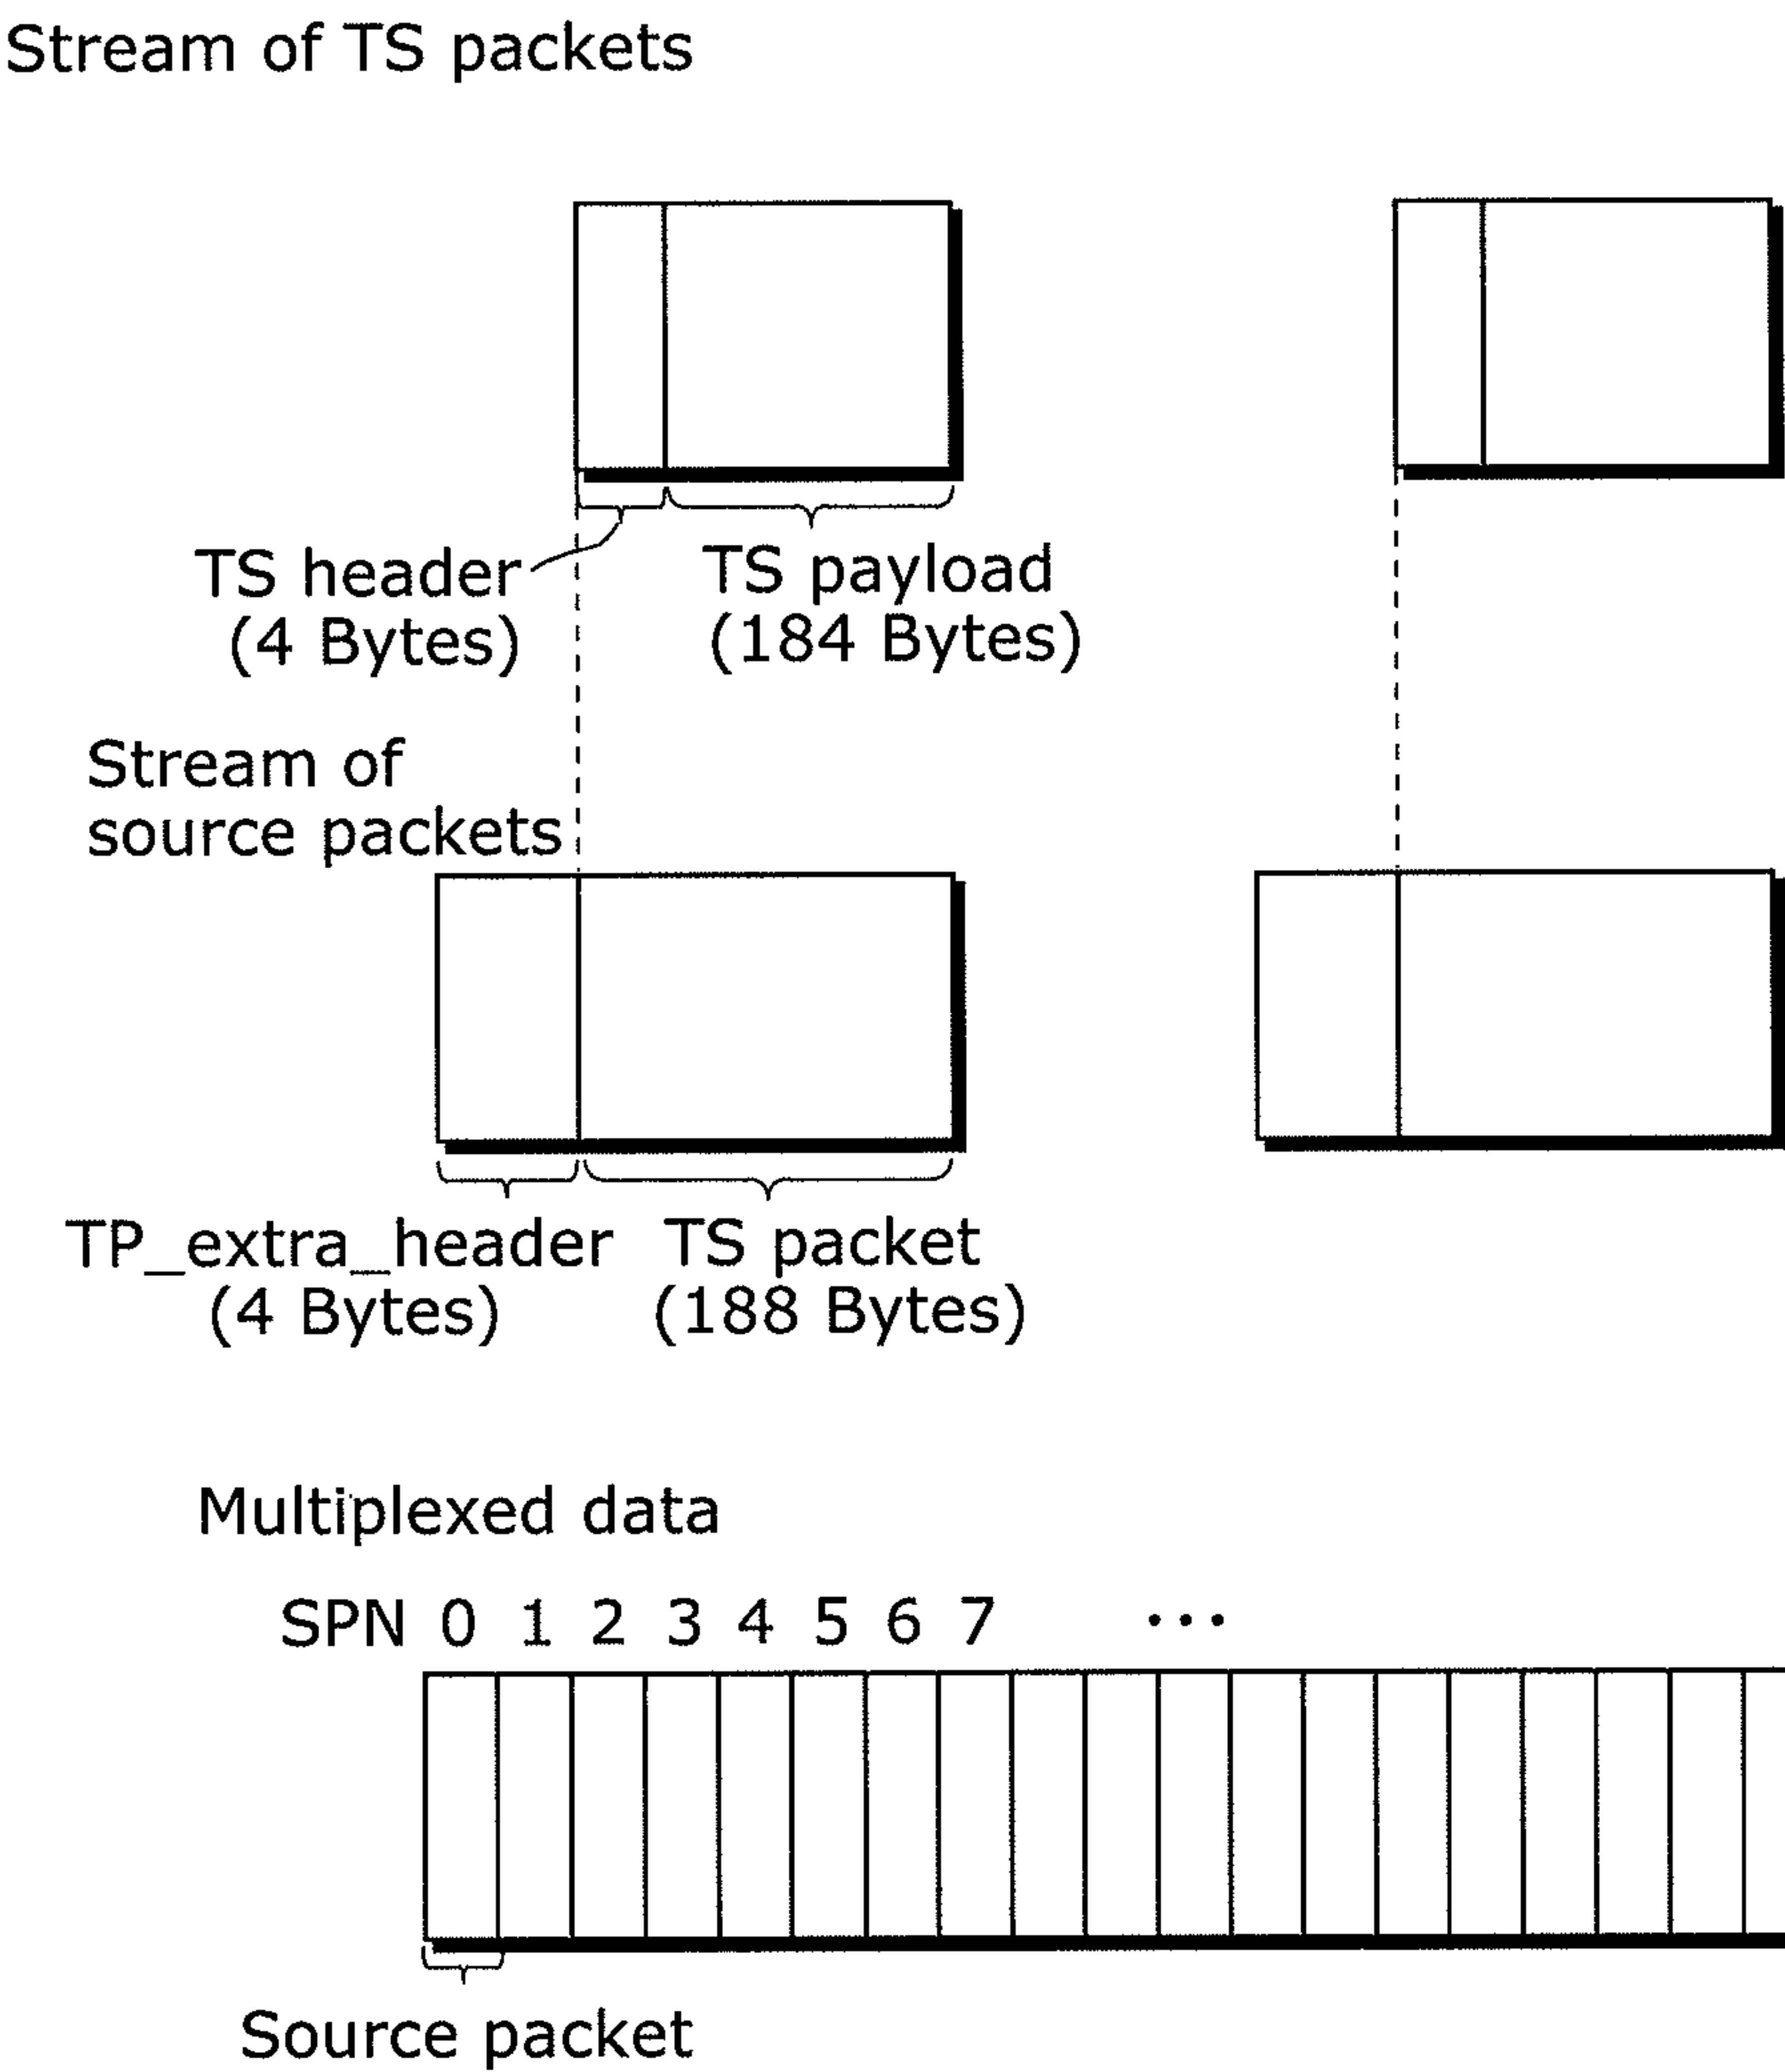 Stream of TS packets
TS header
(4 Bytes)
TS payload
(184 Bytes)
Stream of
source packets
TP_extra_header
(4 Bytes)
TS packet
(188 Bytes)
Multiplexed data
SPN 0 1 2 3 4 5 6 7 ...
Source packet